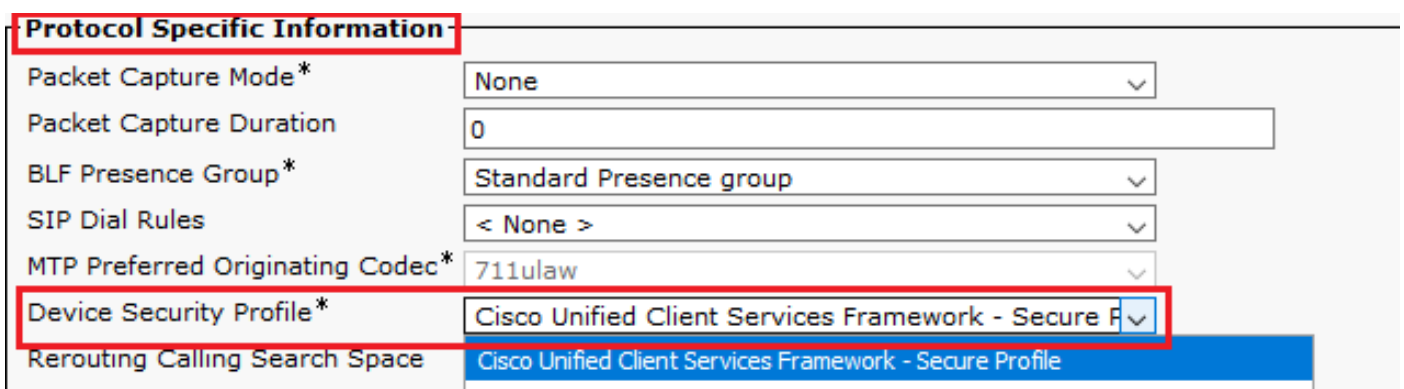 Protocol Specific Information
Packet Capture Mode* None
Packet Capture Duration 0
BLF Presence Group* Standard Presence group
SIP Dial Rules < None >
MTP Preferred Originating Codec* 711ulaw
Device Security Profile* Cisco Unified Client Services Framework - Secure P
Rerouting Calling Search Space Cisco Unified Client Services Framework - Secure Profile